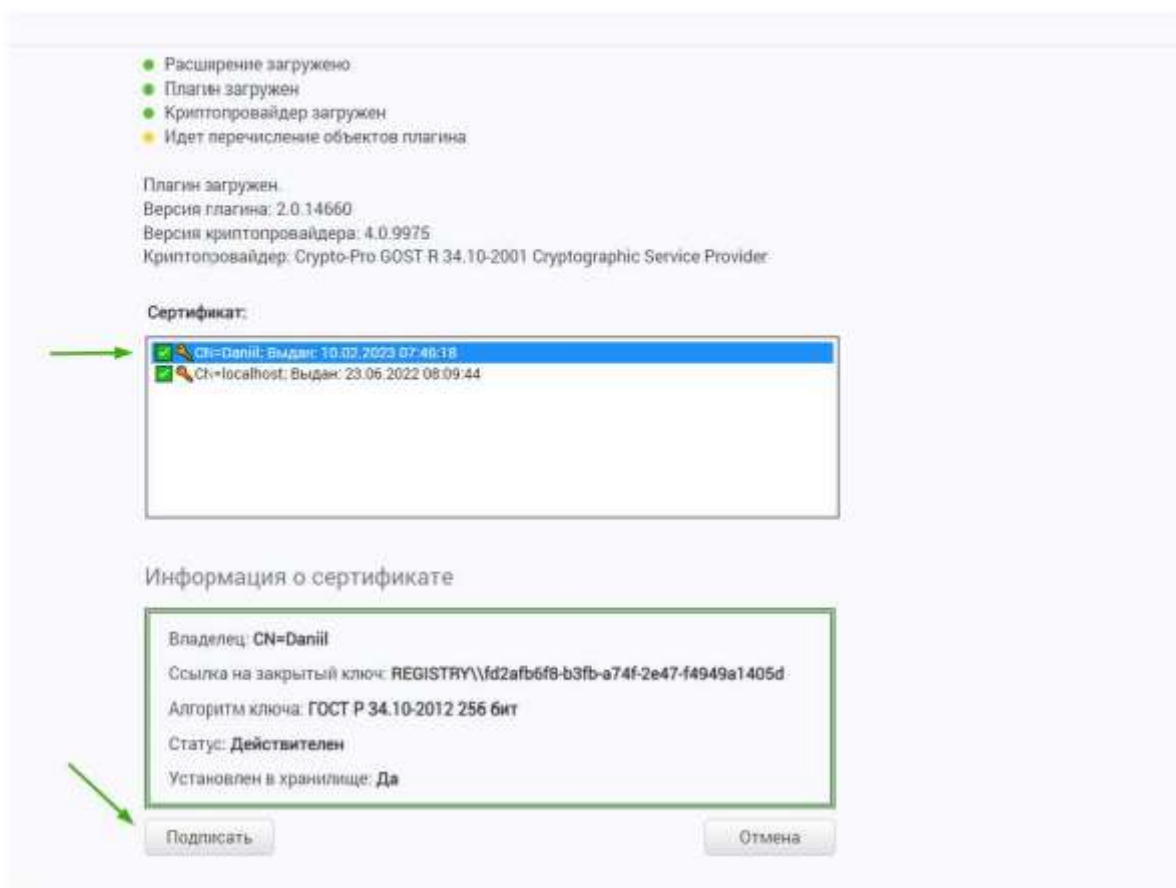 Расширение загружено
Плагин загружен
Криптопровайдер загружен
Идет перечисление объектов плагина
Плагин загружен.
Версия плагина: 2.0.14660
Версия криптопровайдера: 4.0.9975
Криптопровайдер: Crypto-Pro GOST R 34.10-2001 Cryptographic Service Provider
Сертификат:
CN=Daniil; Выдан: 10.02.2023 07:46:18
CN=localhost; Выдан: 23.06.2022 08:09:44
Информация о сертификате
Владелец: CN=Daniil
Ссылка на закрытый ключ: REGISTRY\\fd2afb6f8-b3fb-a74f-2e47-f4949a1405d
Алгоритм ключа: ГОСТ Р 34.10-2012 256 бит
Статус: Действителен
Установлен в хранилище: Да
Подписать Отмена